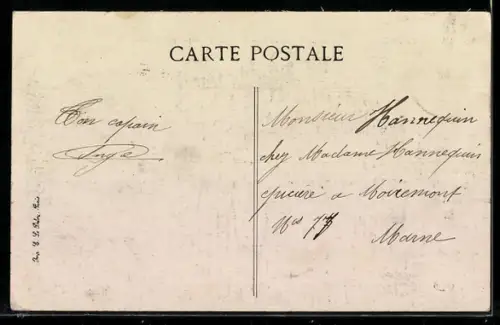 CARTE POSTALE
Ton copain
Monsieur Hannequin
chez Madame Hannequin
épicière a Moiremont
Marne